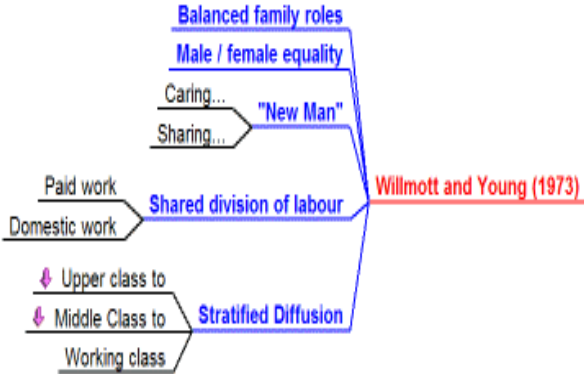 Balanced family roles
Male / female equality
Caring...
"New Man"
Sharing...
Willmott and Young (1973)
Paid work
Shared division of labour
Domestic work
Upper class to
Middle Class to
Stratified Diffusion
Working class